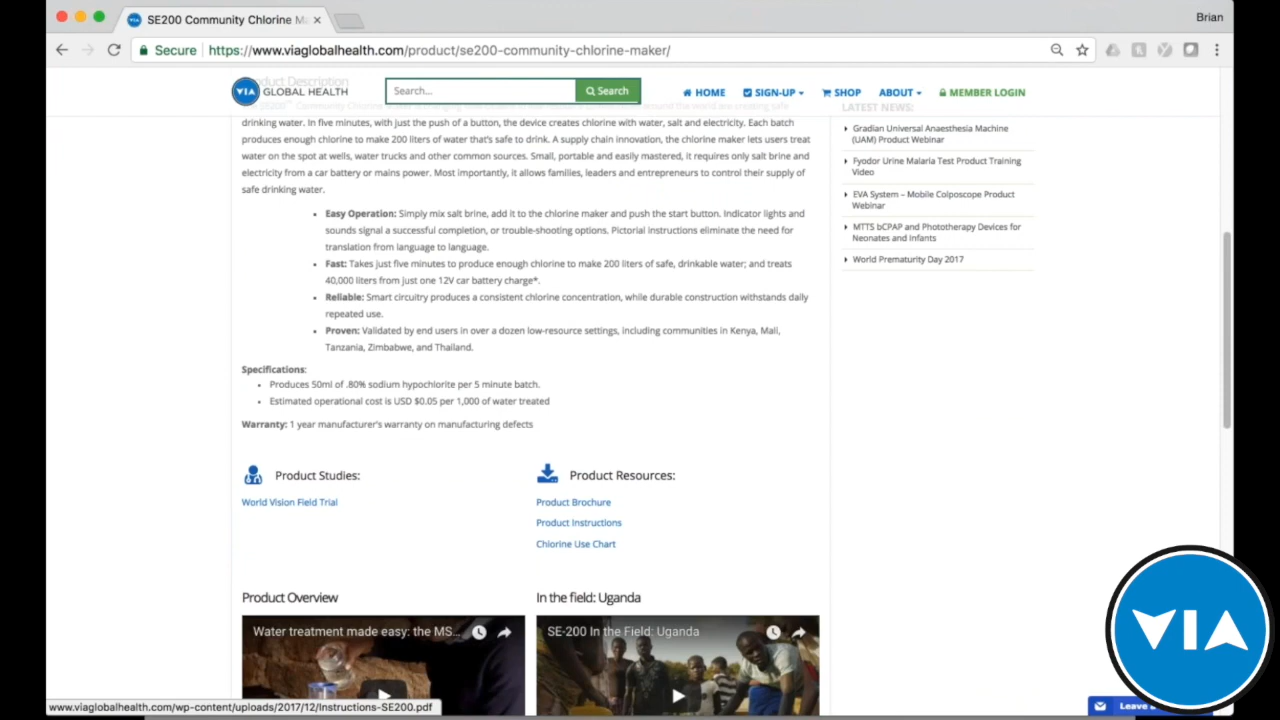 SE200 Community Chlorine Ma
Brian
Secure https://www.viaglobalhealth.com/product/se200-community-chlorine-maker/
Product Description
VIA GLOBAL HEALTH
Search...
Search
HOME SIGN-UP SHOP ABOUT MEMBER LOGIN
drinking water. In five minutes, with just the push of a button, the device creates chlorine with water, salt and electricity. Each batch
produces enough chlorine to make 200 liters of water that's safe to drink. A supply chain innovation, the chlorine maker lets users treat
water on the spot at wells, water trucks and other common sources. Small, portable and easily mastered, it requires only salt brine and
electricity from a car battery or mains power. Most importantly, it allows families, leaders and entrepreneurs to control their supply of
safe drinking water.
• Easy Operation: Simply mix salt brine, add it to the chlorine maker and push the start button. Indicator lights and
sounds signal a successful completion, or trouble-shooting options. Pictorial instructions eliminate the need for
translation from language to language.
• Fast: Takes just five minutes to produce enough chlorine to make 200 liters of safe, drinkable water; and treats
40,000 liters from just one 12V car battery charge*.
• Reliable: Smart circuitry produces a consistent chlorine concentration, while durable construction withstands daily
repeated use.
• Proven: Validated by end users in over a dozen low-resource settings, including communities in Kenya, Mali,
Tanzania, Zimbabwe, and Thailand.
Specifications:
• Produces 50ml of .80% sodium hypochlorite per 5 minute batch.
• Estimated operational cost is USD $0.05 per 1,000 of water treated
Warranty: 1 year manufacturer's warranty on manufacturing defects
Product Studies:
World Vision Field Trial
Product Resources:
Product Brochure
Product Instructions
Chlorine Use Chart
Product Overview
Water treatment made easy: the MS...
In the field: Uganda
SE-200 In the Field: Uganda
LATEST NEWS:
Gradian Universal Anaesthesia Machine
(UAM) Product Webinar
Fyodor Urine Malaria Test Product Training
Video
EVA System – Mobile Colposcope Product
Webinar
MTTS bCPAP and Phototherapy Devices for
Neonates and Infants
World Prematurity Day 2017
www.viaglobalhealth.com/wp-content/uploads/2017/12/Instructions-SE200.pdf
Leave
VIA